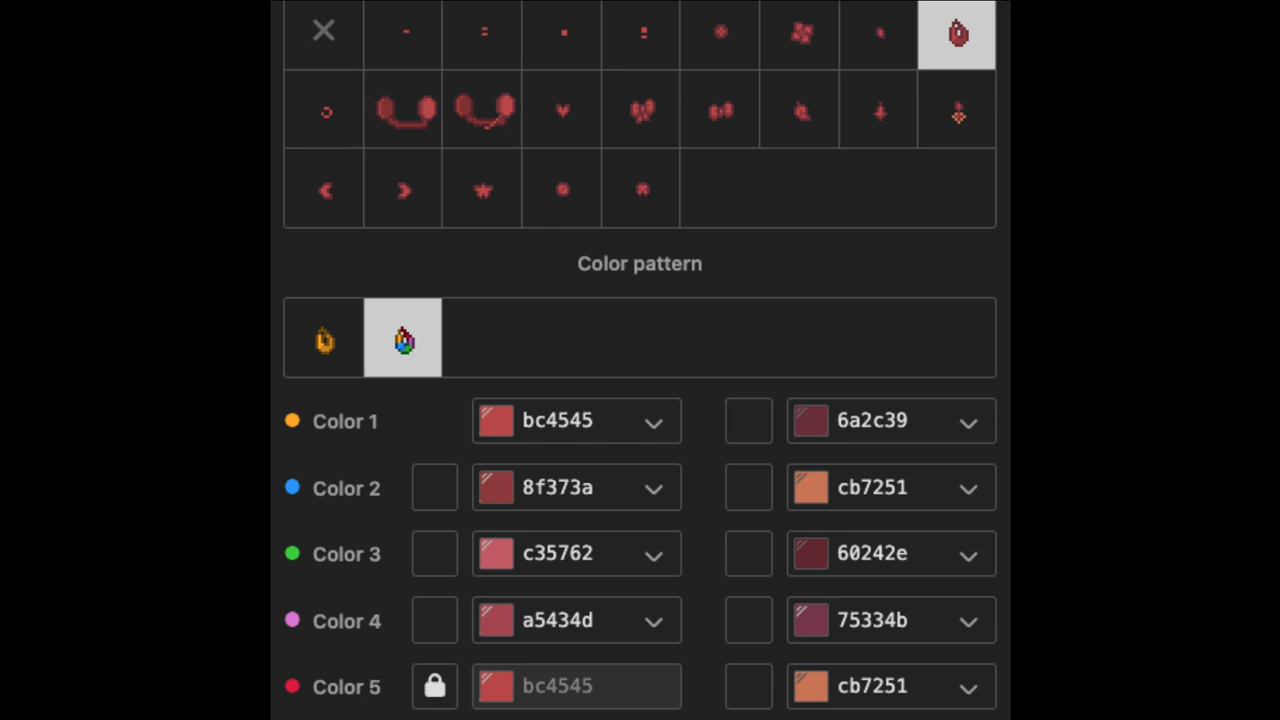 Color pattern
Color 1 bc4545 6a2c39
Color 2 8f373a cb7251
Color 3 c35762 60242e
Color 4 a5434d 75334b
Color 5 bc4545 cb7251